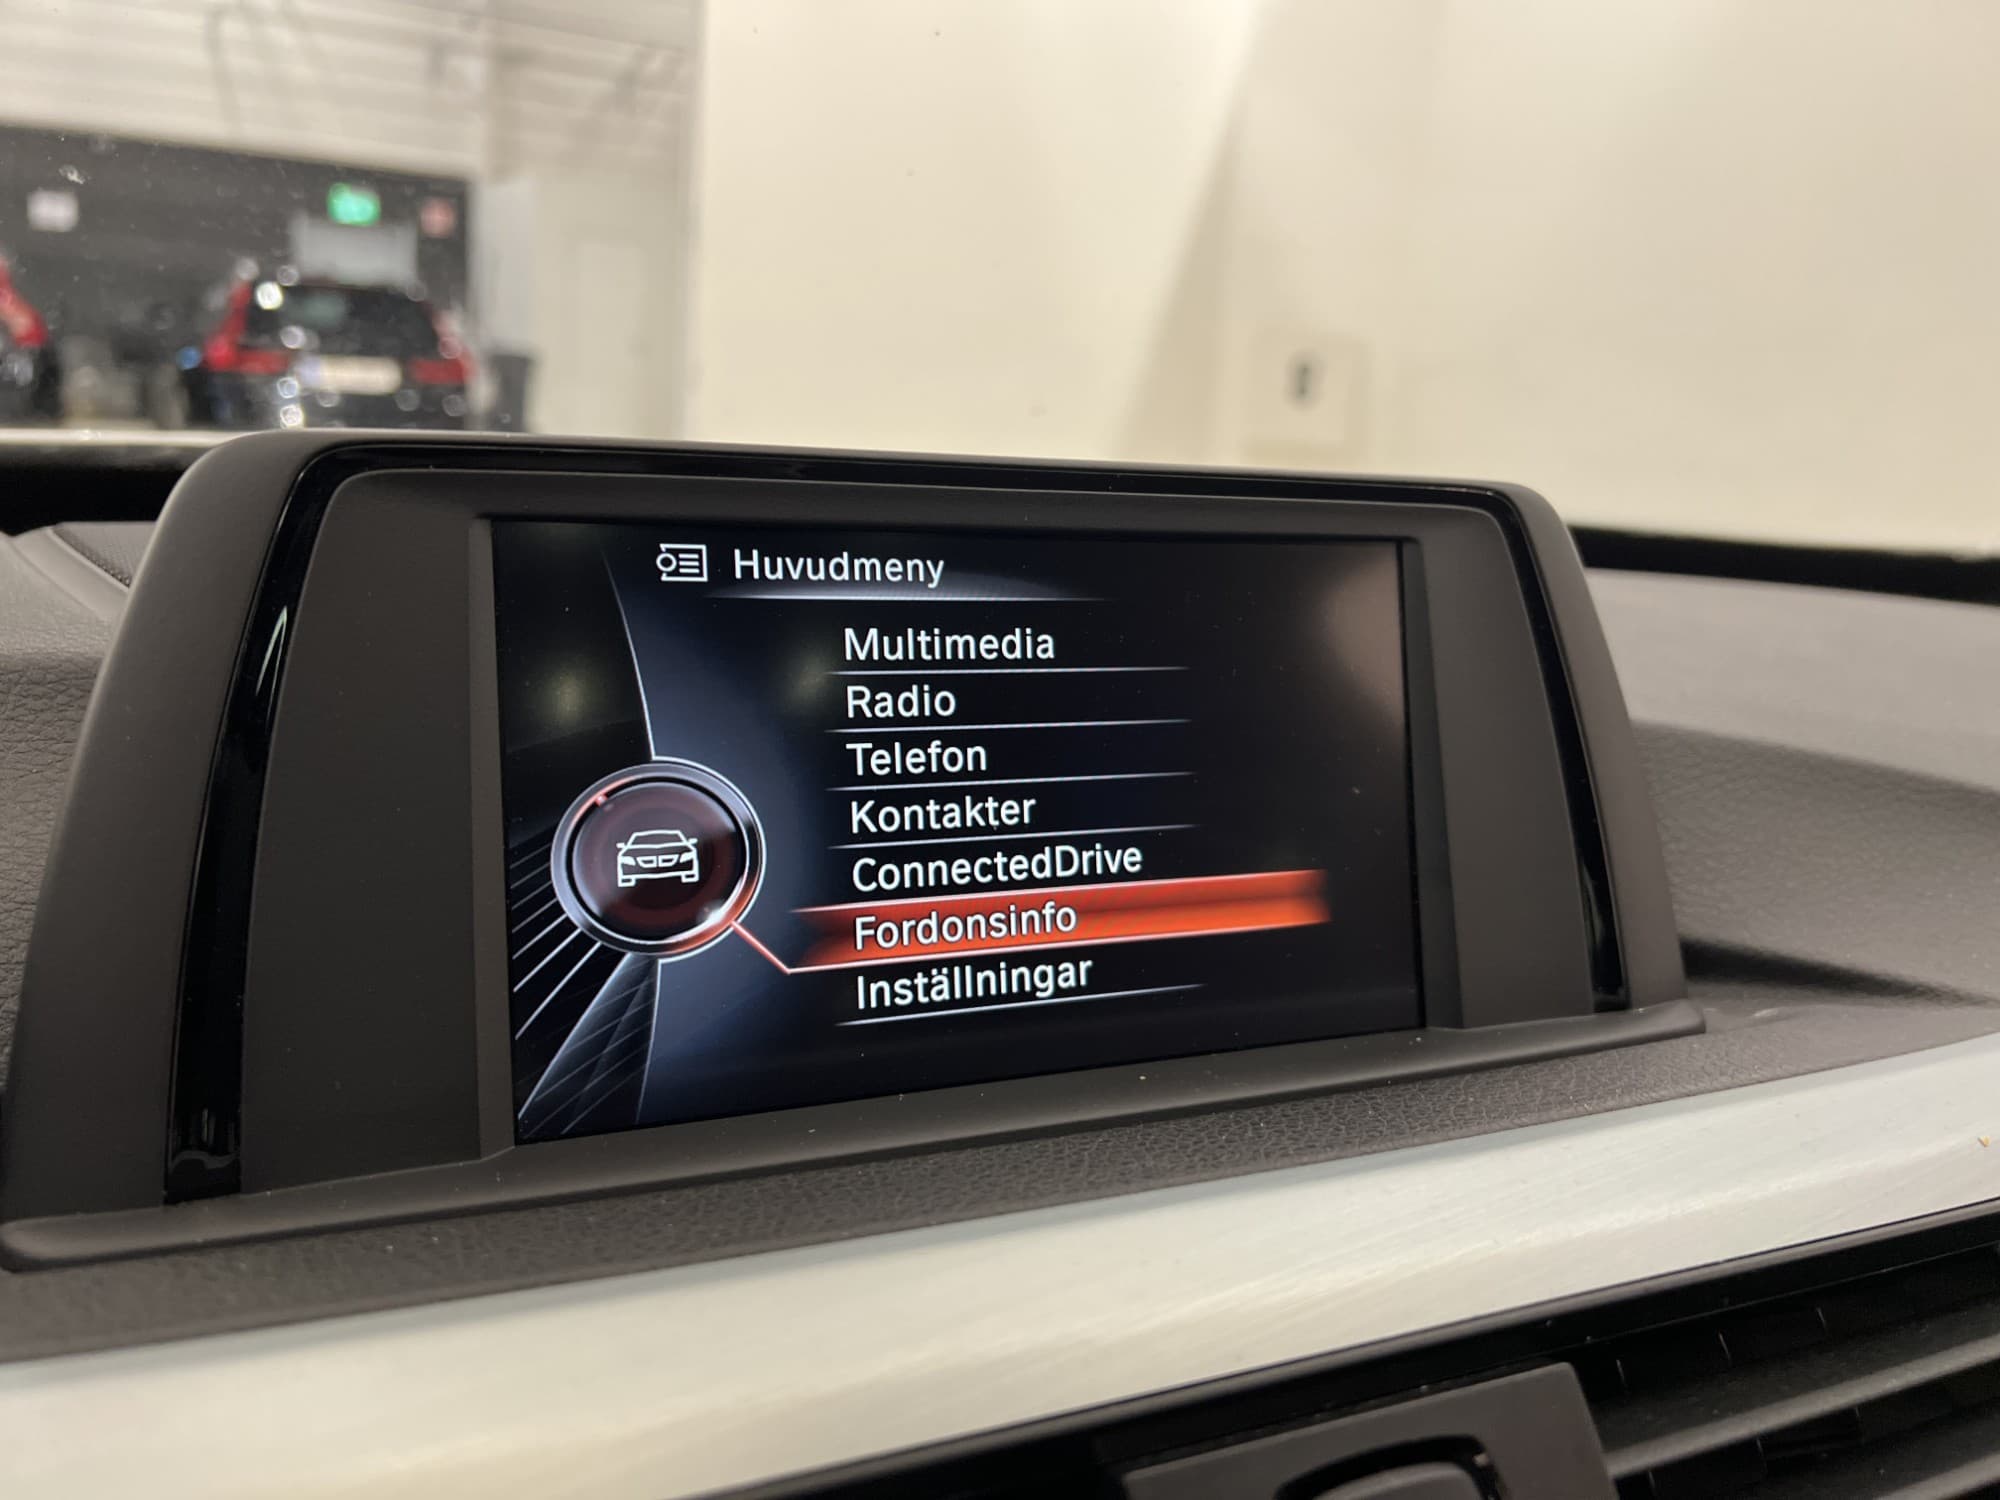 Huvudmeny
Multimedia
Radio
Telefon
Kontakter
ConnectedDrive
Fordonsinfo
Inställningar